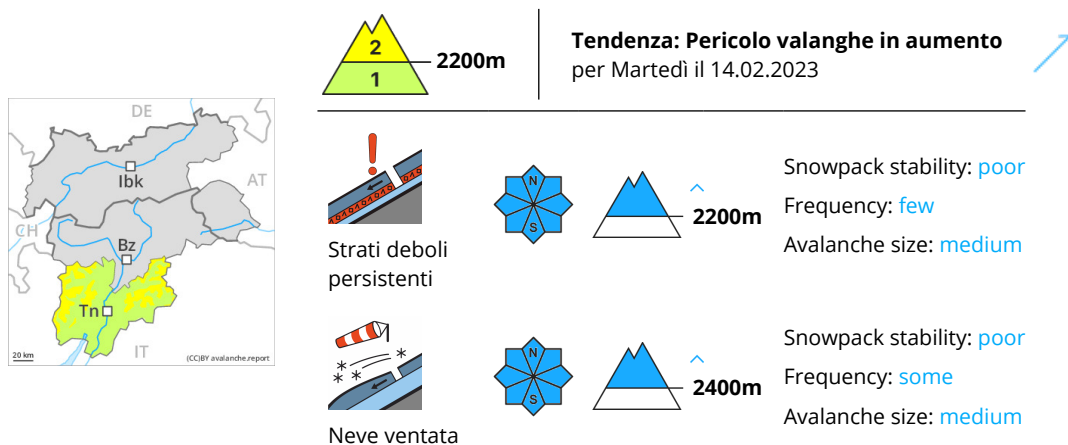 2
1
2200m
Tendenza: Pericolo valanghe in aumento
per Martedì il 14.02.2023
DE
Ibk
AT
CH
Bz
Tn
IT
20 km
(CC)BY avalanche.report
N
S
2200m
Snowpack stability: poor
Frequency: few
Avalanche size: medium
Strati deboli
persistenti
N
S
2400m
Snowpack stability: poor
Frequency: some
Avalanche size: medium
Neve ventata